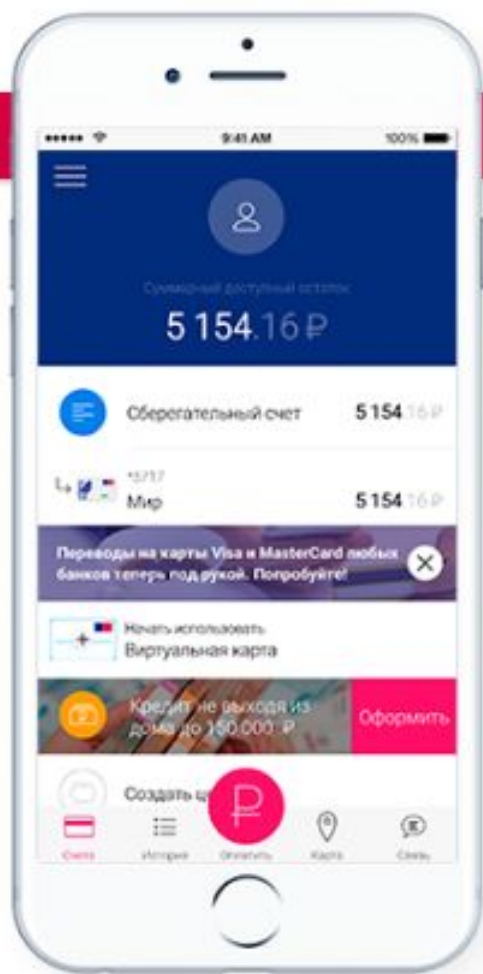 9:41 AM
100%
Суммарный доступный остаток
5 154.16 ₽
Сберегательный счет
5 154.16 ₽
*5717
Мир
5 154.16 ₽
Переводы на карты Visa и MasterCard любых
банков теперь под рукой. Попробуйте!
Начать использовать
Виртуальная карта
Кредит не выходя из
дома до 150 000 ₽
Оформить
Создать
₽
Счета
История
Оплатить
Карта
Связь